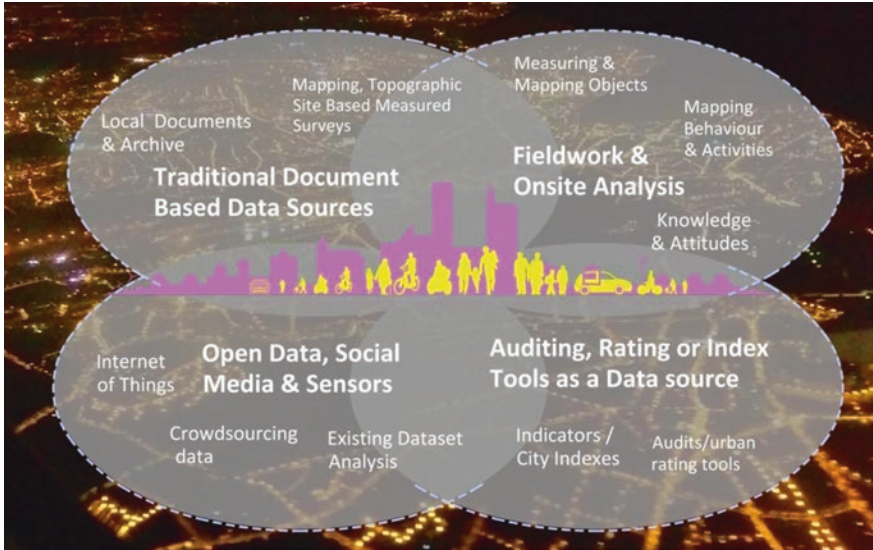 Mapping, Topographic
Site Based Measured
Surveys
Local Documents
& Archive
Traditional Document
Based Data Sources
Measuring &
Mapping Objects
Mapping
Behaviour
& Activities
Fieldwork &
Onsite Analysis
Knowledge
& Attitudes
Internet
of Things
Open Data, Social
Media & Sensors
Crowdsourcing
data
Existing Dataset
Analysis
Auditing, Rating or Index
Tools as a Data source
Indicators /
City Indexes
Audits/urban
rating tools